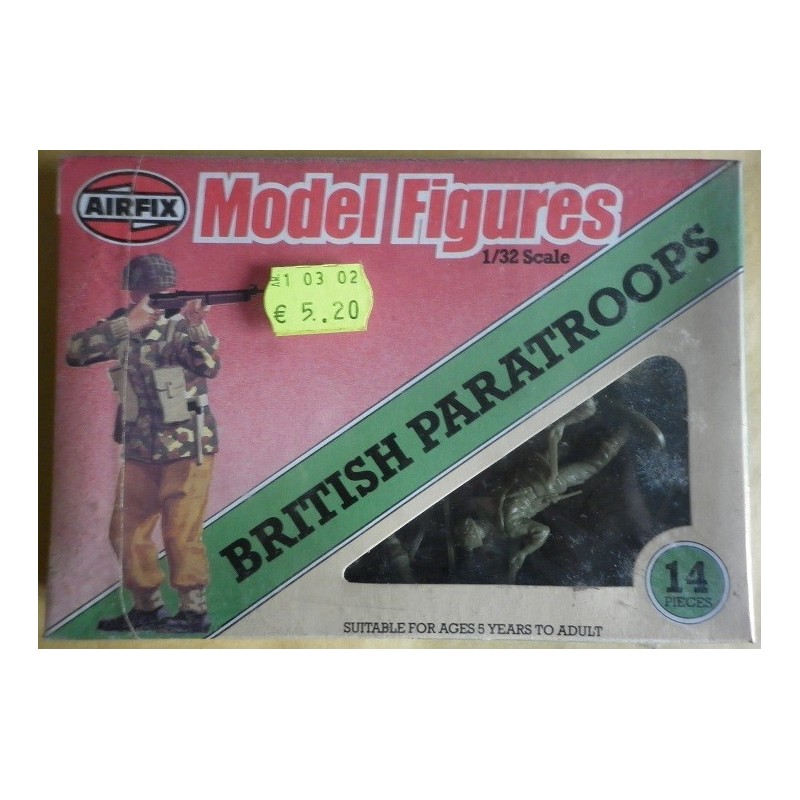 AIRFIX
Model Figures
1/32 Scale
1 03 02
€ 5.20
BRITISH PARATROOPS
14
PIECES
SUITABLE FOR AGES 5 YEARS TO ADULT